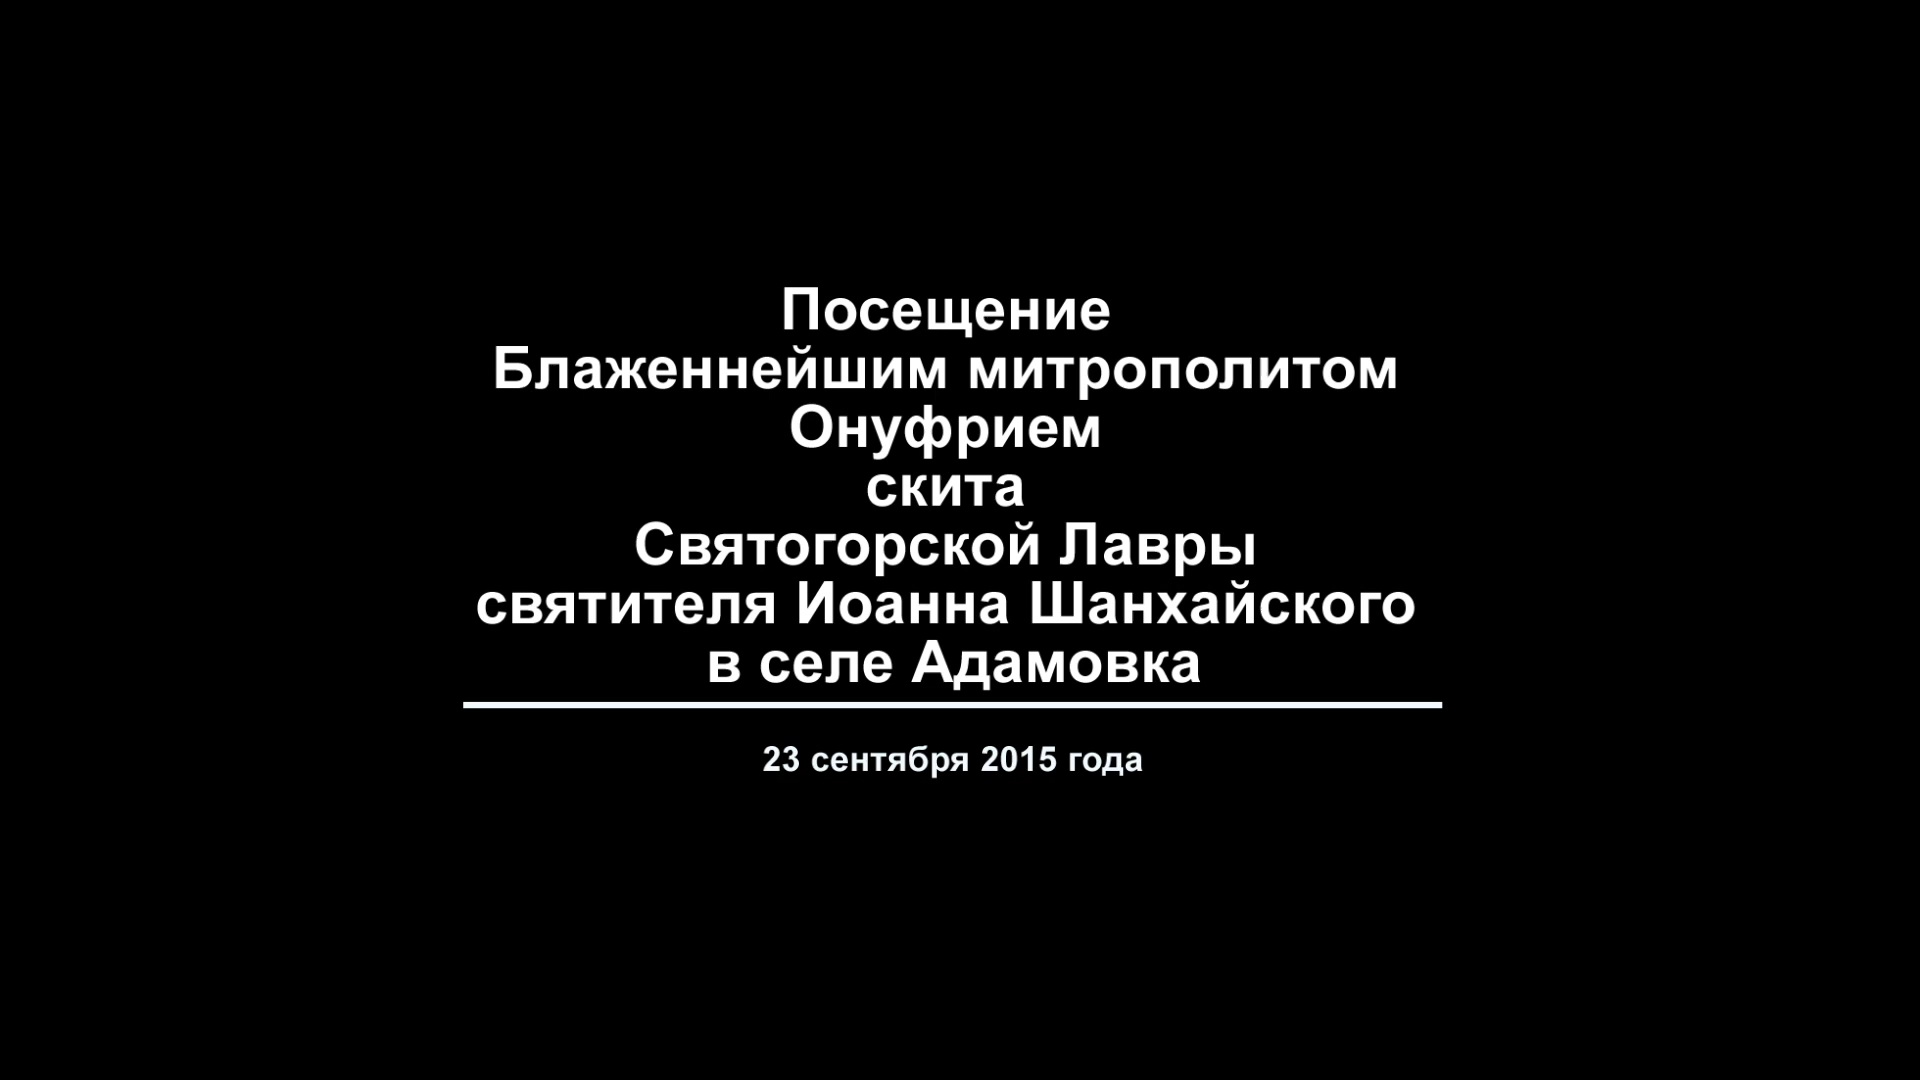 Посещение
Блаженнейшим митрополитом
Онуфрием
скита
Святогорской Лавры
святителя Иоанна Шанхайского
в селе Адамовка
23 сентября 2015 года